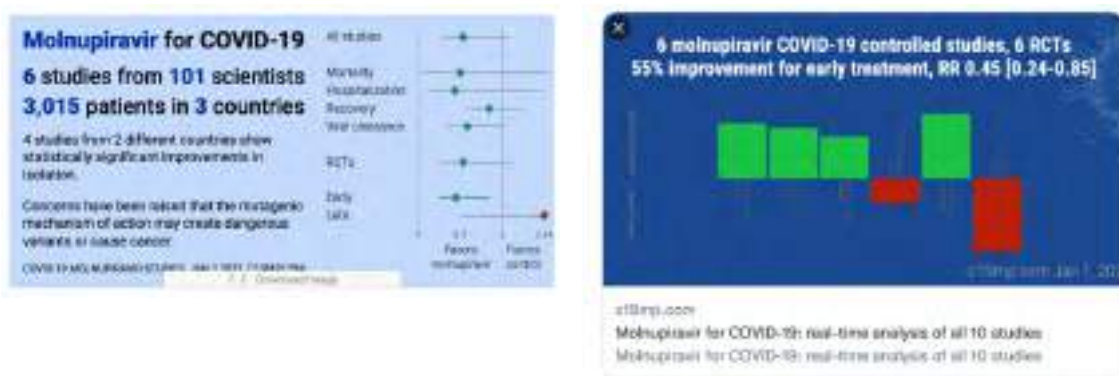 Molnupiravir for COVID-19
6 studies from 101 scientists
3,015 patients in 3 countries
4 studies from 2 different countries show
statistically significant improvements in
isolation.
Concerns have been raised that the mutagenic
mechanism of action may create dangerous
variants or cause cancer.
All studies
Mortality
Hospitalization
Recovery
Viral clearance
RCTs
Early
Late
Favors
molnupiravir
Favors
control
6 molnupiravir COVID-19 controlled studies, 6 RCTs
55% improvement for early treatment, RR 0.45 [0.24-0.85]
c19mp.com Jan 1, 202
c19mp.com
Molnupiravir for COVID-19: real-time analysis of all 10 studies
Molnupiravir for COVID-19: real-time analysis of all 10 studies